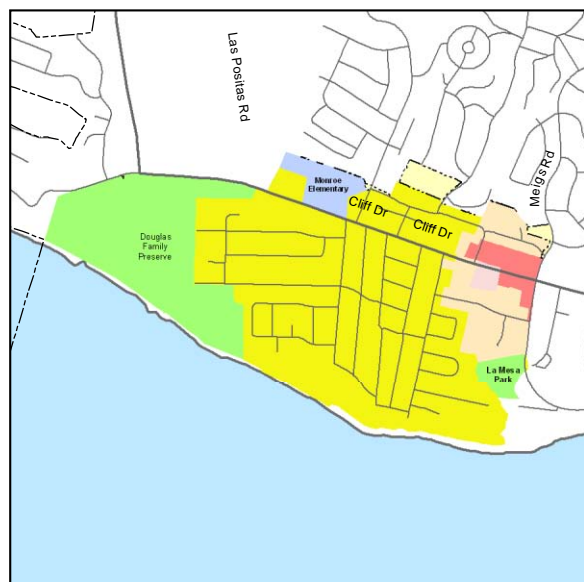 Las Positas Rd
Meigs Rd
Monroe
Elementary
Cliff Dr
Cliff Dr
Douglas
Family
Preserve
La Mesa
Park